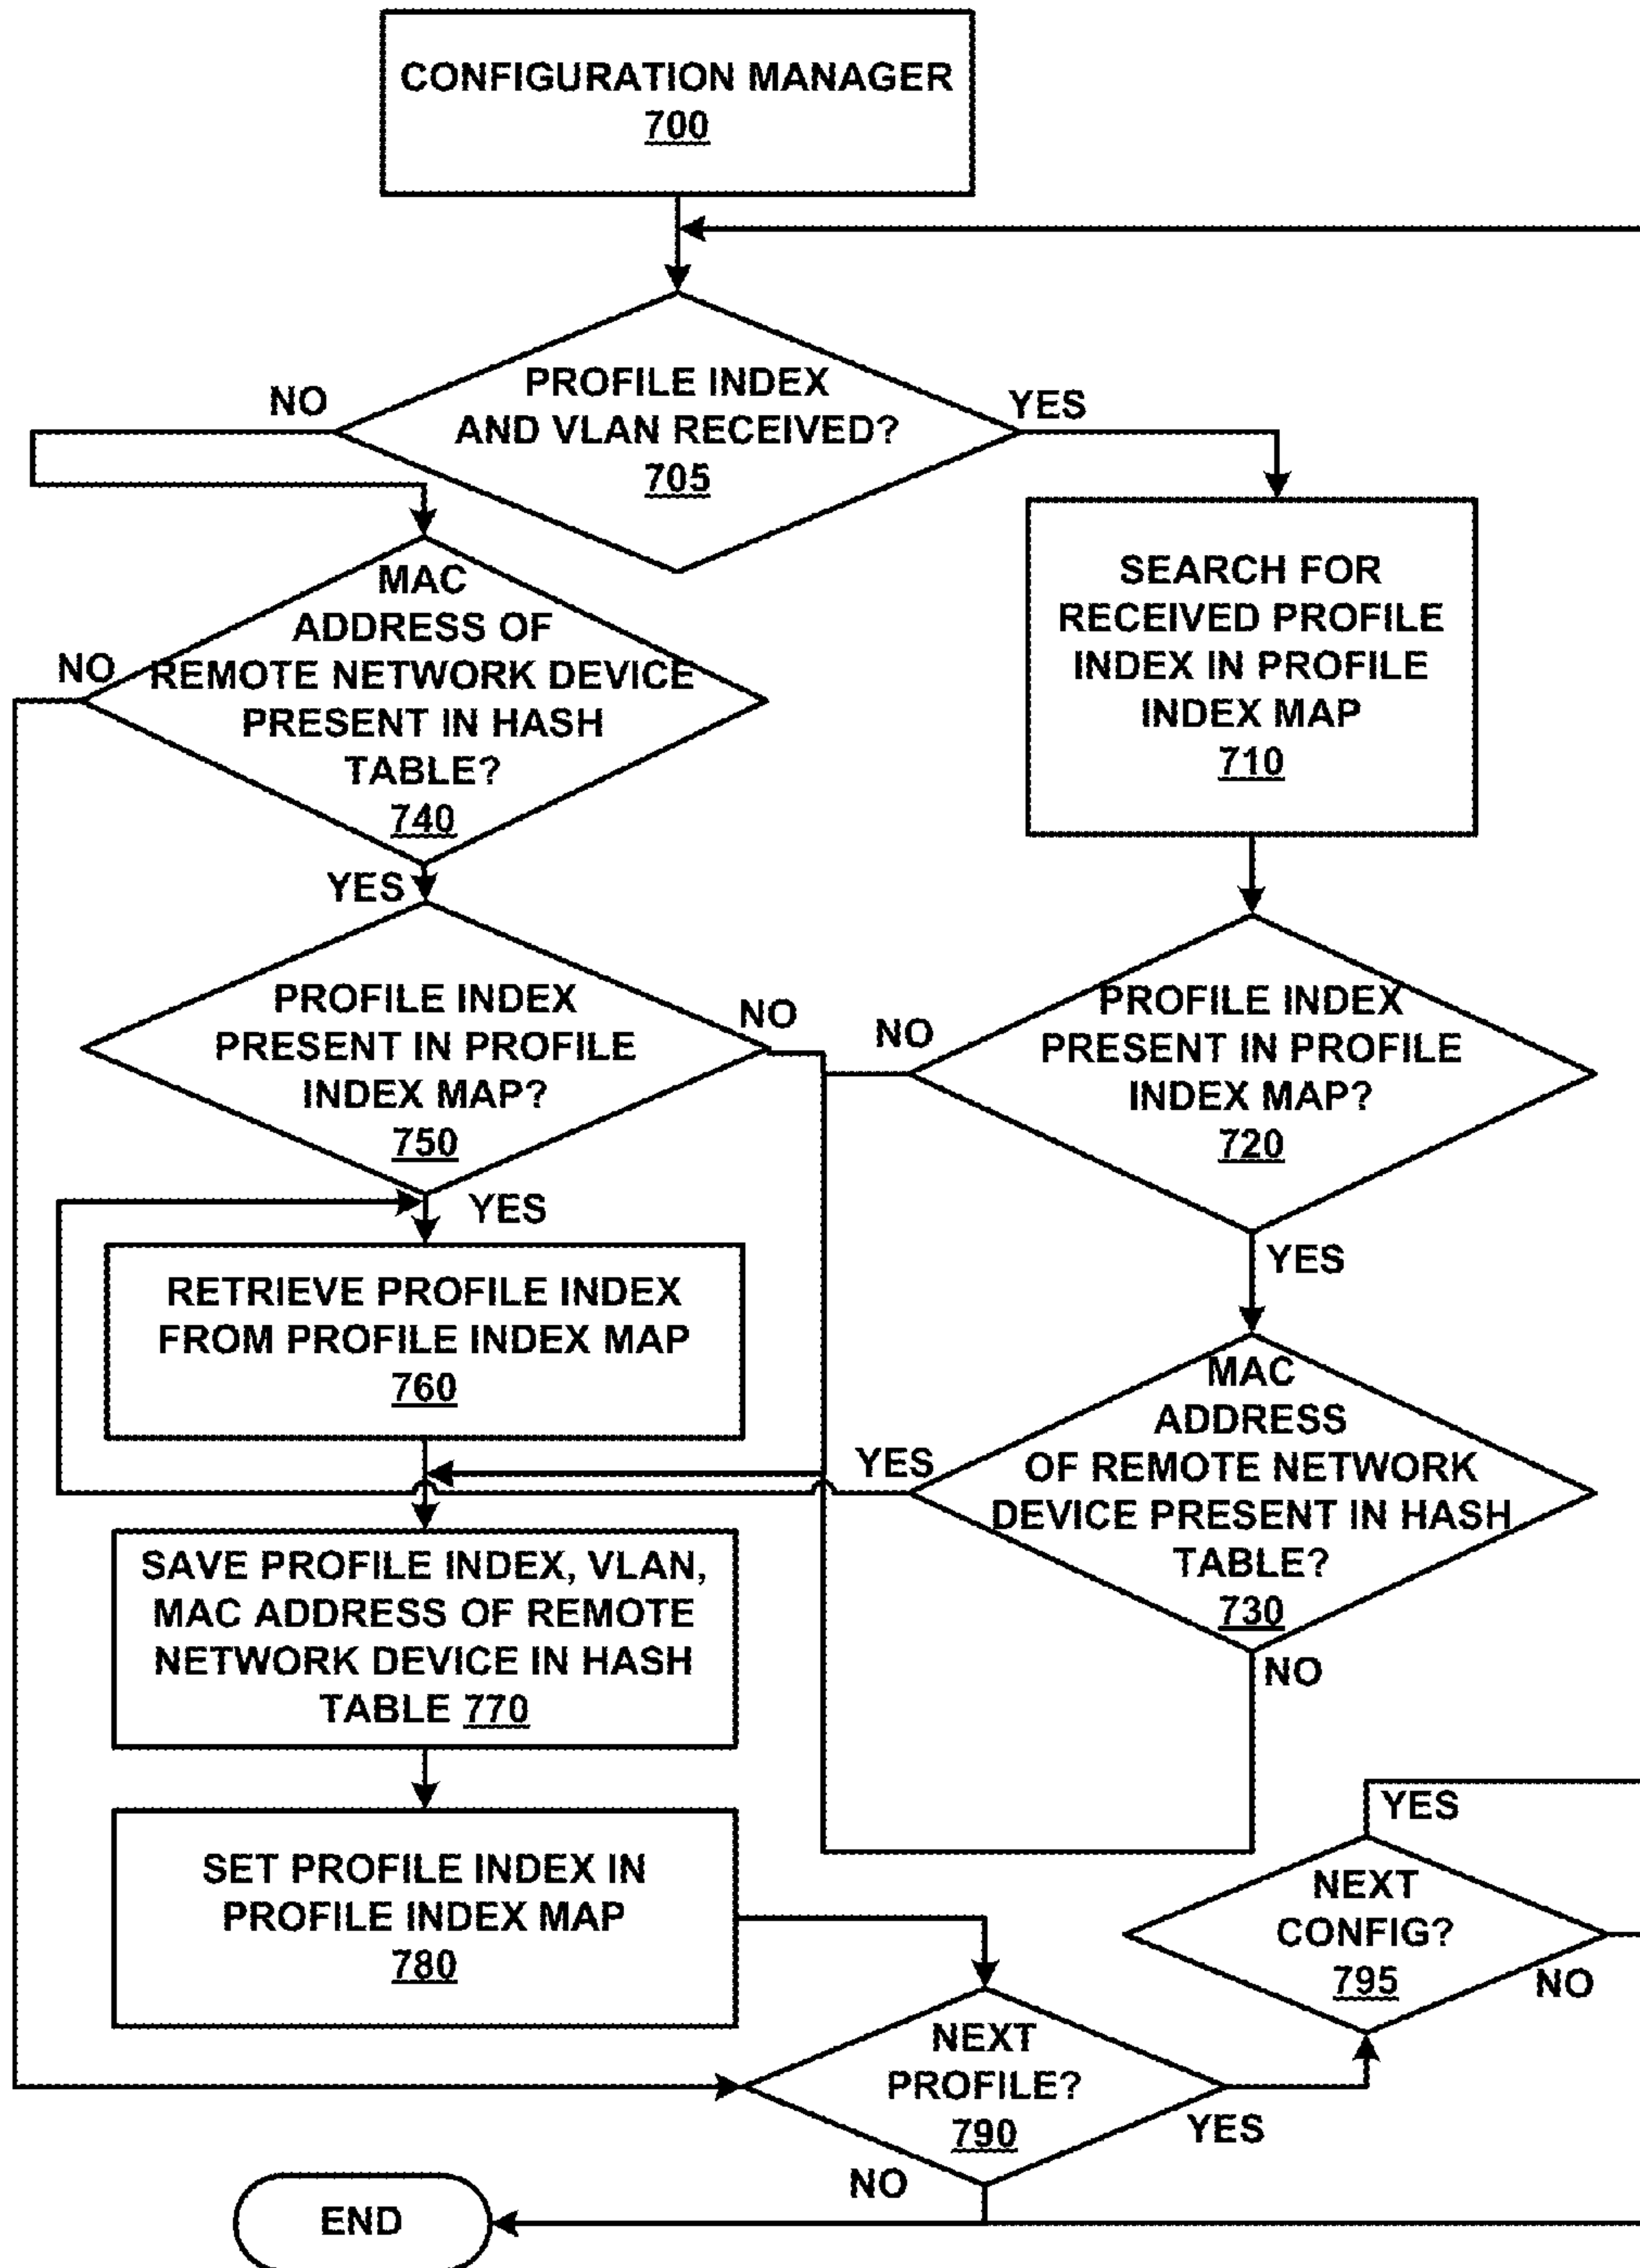 CONFIGURATION MANAGER
700
PROFILE INDEX
AND VLAN RECEIVED?
705
NO
YES
MAC
ADDRESS OF
REMOTE NETWORK DEVICE
PRESENT IN HASH
TABLE?
740
NO
YES
SEARCH FOR
RECEIVED PROFILE
INDEX IN PROFILE
INDEX MAP
710
PROFILE INDEX
PRESENT IN PROFILE
INDEX MAP?
750
NO
YES
PROFILE INDEX
PRESENT IN PROFILE
INDEX MAP?
720
NO
YES
RETRIEVE PROFILE INDEX
FROM PROFILE INDEX MAP
760
MAC
ADDRESS
OF REMOTE NETWORK
DEVICE PRESENT IN HASH
TABLE?
730
YES
NO
SAVE PROFILE INDEX, VLAN,
MAC ADDRESS OF REMOTE
NETWORK DEVICE IN HASH
TABLE 770
SET PROFILE INDEX IN
PROFILE INDEX MAP
780
NEXT
CONFIG?
795
YES
NO
NEXT
PROFILE?
790
YES
NO
END